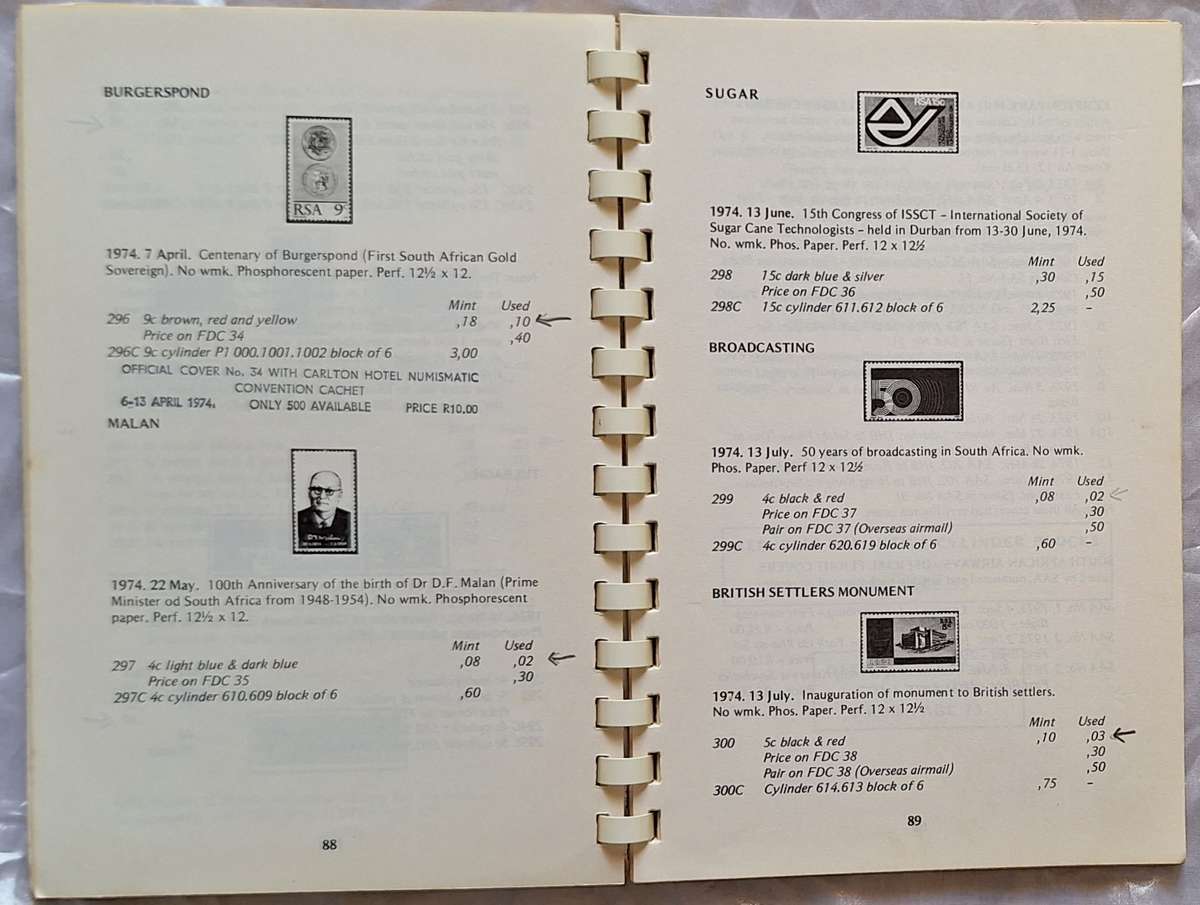 BURGERSPOND
RSA 9c
1974. 7 April. Centenary of Burgerspond (First South African Gold
Sovereign). No wmk. Phosphorescent paper. Perf. 12½ x 12.
Mint Used
296 9c brown, red and yellow ,18 ,10
Price on FDC 34 ,40
296C 9c cylinder P1 000.1001.1002 block of 6 3,00
OFFICIAL COVER No. 34 WITH CARLTON HOTEL NUMISMATIC
CONVENTION CACHET
6-13 APRIL 1974. ONLY 500 AVAILABLE PRICE R10.00
MALAN
1974. 22 May. 100th Anniversary of the birth of Dr D.F. Malan (Prime
Minister od South Africa from 1948-1954). No wmk. Phosphorescent
paper. Perf. 12½ x 12.
Mint Used
297 4c light blue & dark blue ,08 ,02
Price on FDC 35 ,30
297C 4c cylinder 610.609 block of 6 ,60
88
SUGAR
RSA 15c
1974. 13 June. 15th Congress of ISSCT – International Society of
Sugar Cane Technologists – held in Durban from 13-30 June, 1974.
No. wmk. Phos. Paper. Perf. 12 x 12½
Mint Used
298 15c dark blue & silver ,30 ,15
Price on FDC 36 ,50
298C 15c cylinder 611.612 block of 6 2,25 –
BROADCASTING
50
1974. 13 July. 50 years of broadcasting in South Africa. No wmk.
Phos. Paper. Perf 12 x 12½
Mint Used
299 4c black & red ,08 ,02
Price on FDC 37 ,30
Pair on FDC 37 (Overseas airmail) ,50
299C 4c cylinder 620.619 block of 6 ,60 –
BRITISH SETTLERS MONUMENT
RSA
5c
1974. 13 July. Inauguration of monument to British settlers.
No wmk. Phos. Paper. Perf. 12 x 12½
Mint Used
300 5c black & red ,10 ,03
Price on FDC 38 ,30
Pair on FDC 38 (Overseas airmail) ,50
300C Cylinder 614.613 block of 6 ,75 –
89